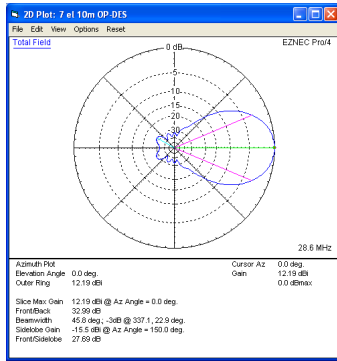 2D Plot: 7 el 10m OP-DES
File Edit View Options Reset
Total Field
EZNEC Pro/4
0 dB
-5
-10
-15
-20
-30
28.6 MHz
Azimuth Plot
Elevation Angle 0.0 deg.
Outer Ring 12.19 dBi
Cursor Az 0.0 deg.
Gain 12.19 dBi
0.0 dBmax
Slice Max Gain 12.19 dBi @ Az Angle = 0.0 deg.
Front/Back 32.99 dB
Beamwidth 45.8 deg.; -3dB @ 337.1, 22.9 deg.
Sidelobe Gain -15.5 dBi @ Az Angle = 150.0 deg.
Front/Sidelobe 27.69 dB